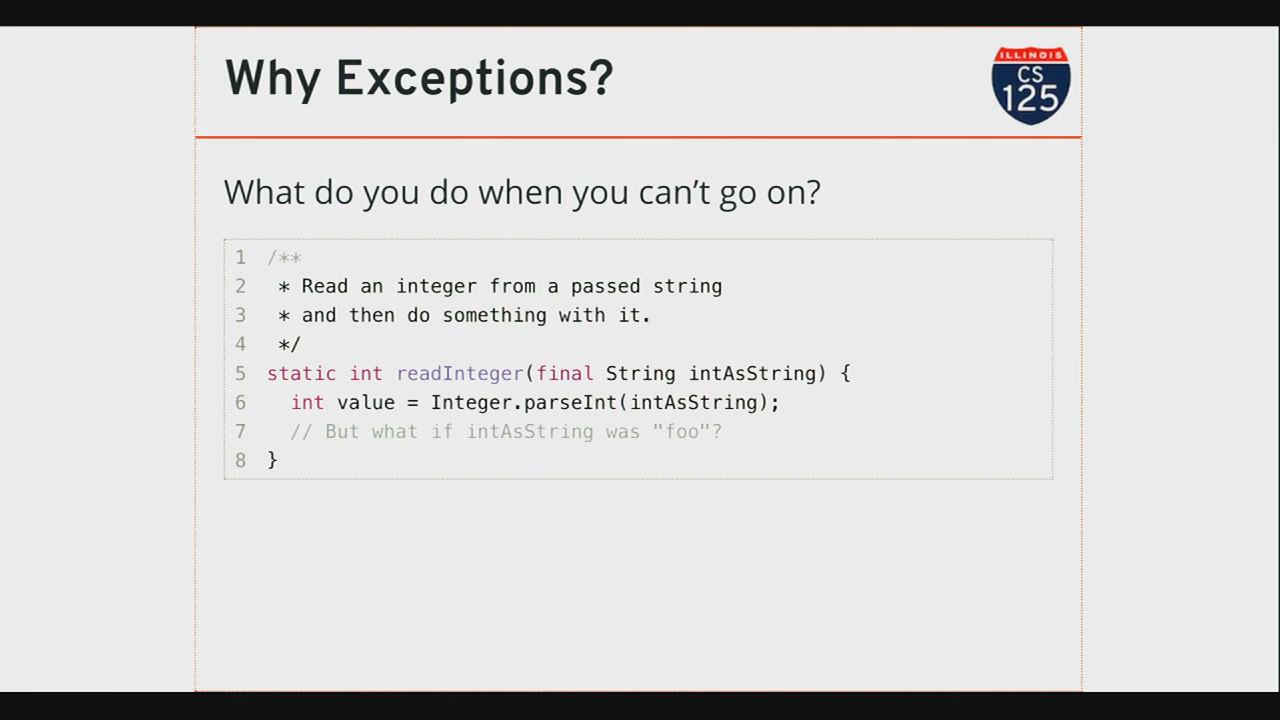 Why Exceptions?
ILLINOIS
CS
125
What do you do when you can't go on?
1 /**
2  * Read an integer from a passed string
3  * and then do something with it.
4  */
5 static int readInteger(final String intAsString) {
6   int value = Integer.parseInt(intAsString);
7   // But what if intAsString was "foo"?
8 }